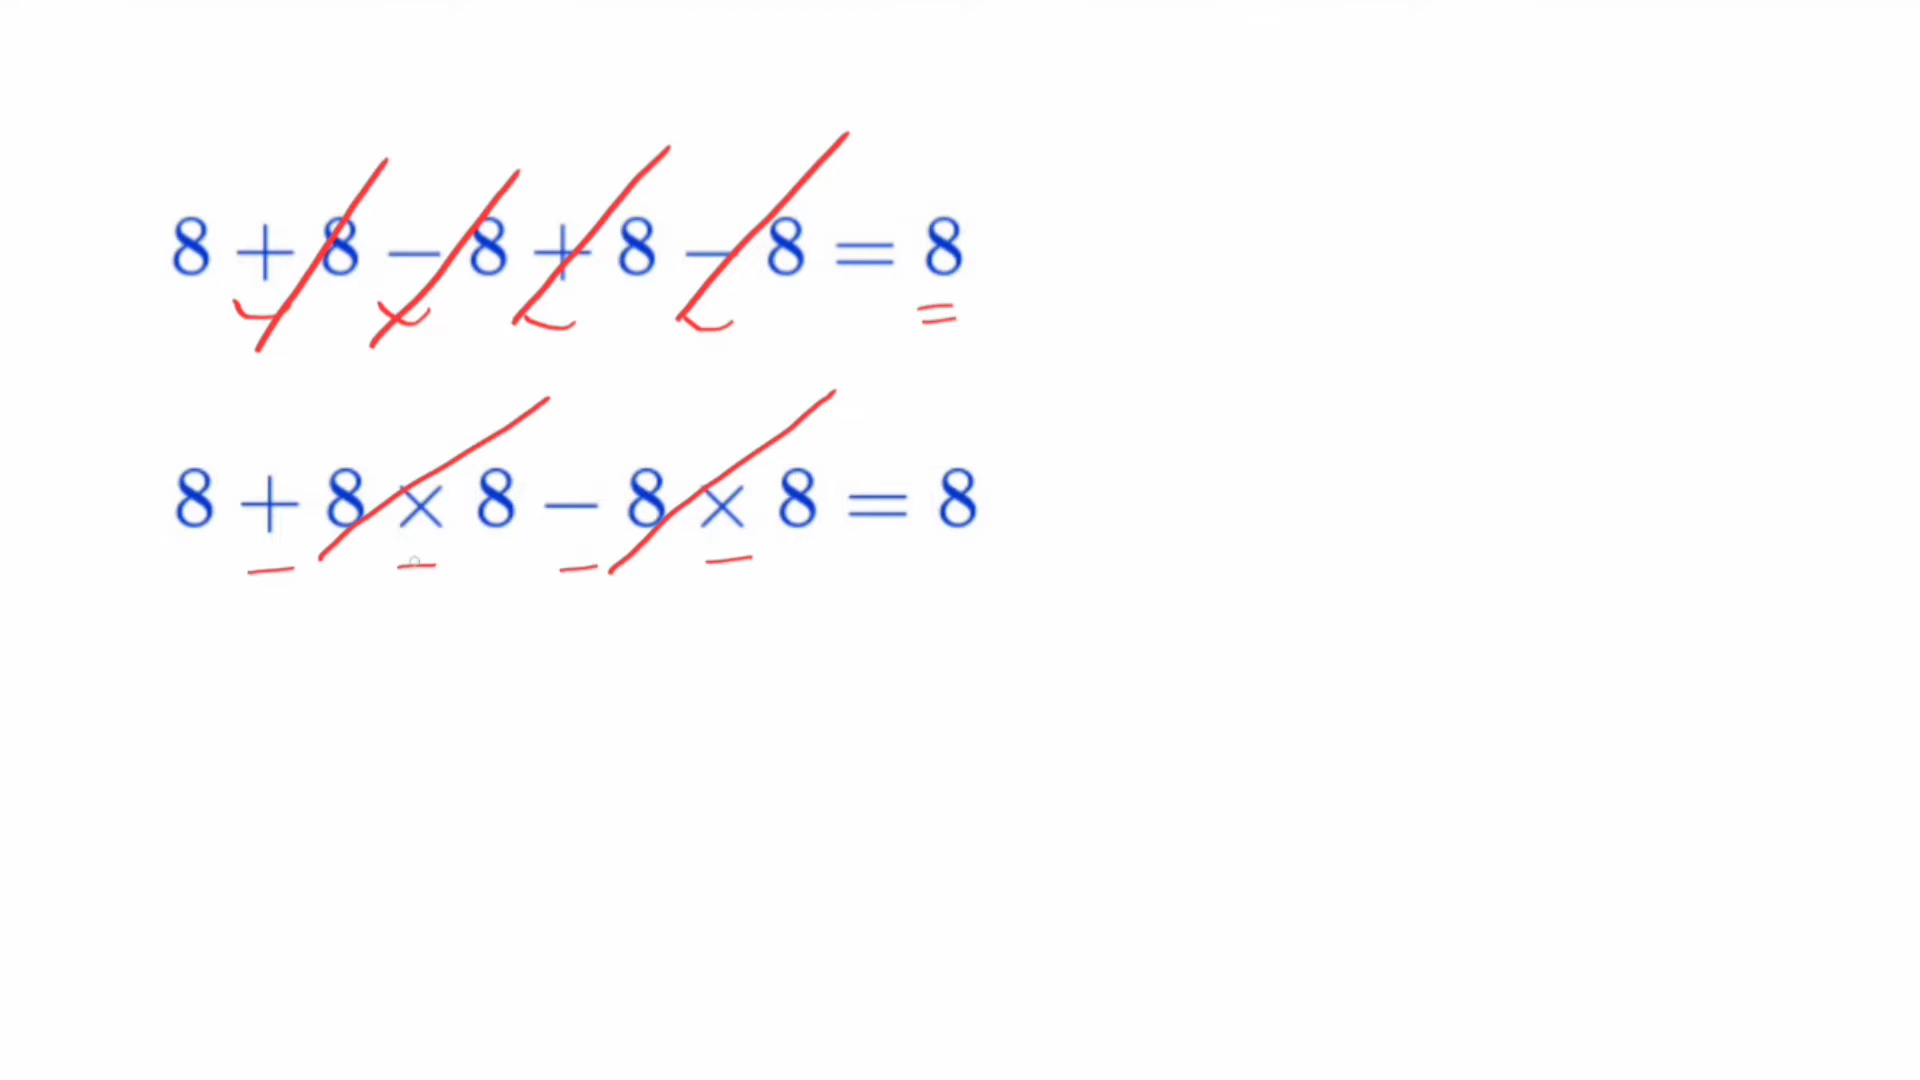 8 + 8 − 8 + 8 − 8 = 8
8 + 8 × 8 − 8 × 8 = 8